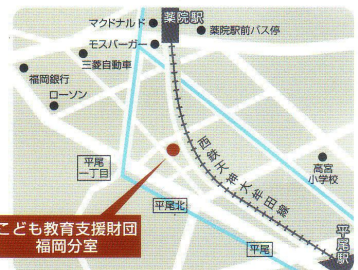 マクドナルド
薬院駅
薬院駅前バス停
モスバーガー
三菱自動車
福岡銀行
ローソン
西鉄天神大牟田線
平尾
一丁目
高宮
小学校
平尾北
こども教育支援財団
福岡分室
平尾
平尾駅